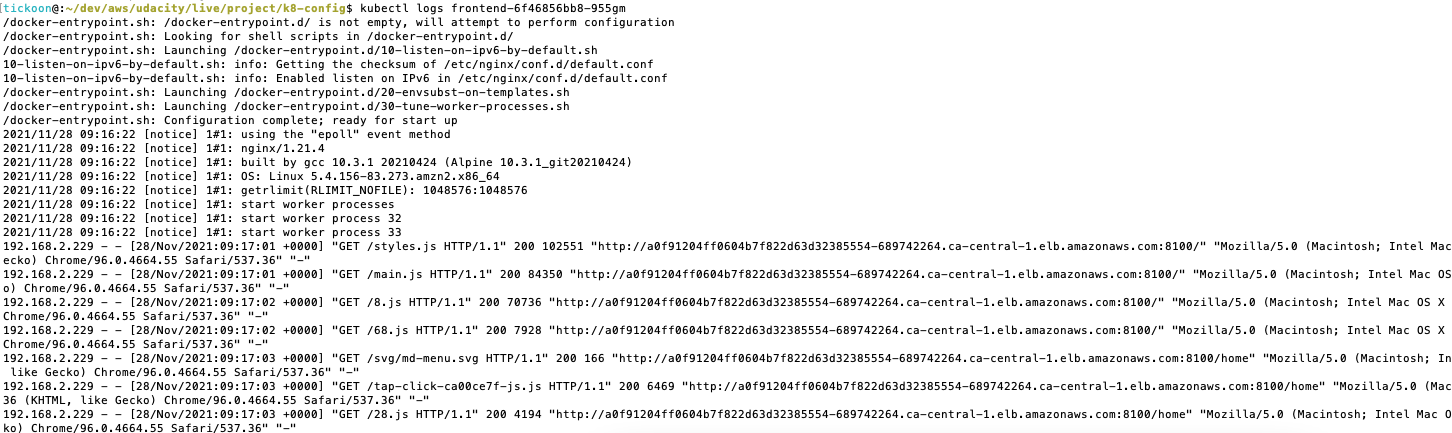 [tickoon@:~/dev/aws/udacity/live/project/k8-config$ kubectl logs frontend-6f46856bb8-955gm
/docker-entrypoint.sh: /docker-entrypoint.d/ is not empty, will attempt to perform configuration
/docker-entrypoint.sh: Looking for shell scripts in /docker-entrypoint.d/
/docker-entrypoint.sh: Launching /docker-entrypoint.d/10-listen-on-ipv6-by-default.sh
10-listen-on-ipv6-by-default.sh: info: Getting the checksum of /etc/nginx/conf.d/default.conf
10-listen-on-ipv6-by-default.sh: info: Enabled listen on IPv6 in /etc/nginx/conf.d/default.conf
/docker-entrypoint.sh: Launching /docker-entrypoint.d/20-envsubst-on-templates.sh
/docker-entrypoint.sh: Launching /docker-entrypoint.d/30-tune-worker-processes.sh
/docker-entrypoint.sh: Configuration complete; ready for start up
2021/11/28 09:16:22 [notice] 1#1: using the "epoll" event method
2021/11/28 09:16:22 [notice] 1#1: nginx/1.21.4
2021/11/28 09:16:22 [notice] 1#1: built by gcc 10.3.1 20210424 (Alpine 10.3.1_git20210424)
2021/11/28 09:16:22 [notice] 1#1: OS: Linux 5.4.156-83.273.amzn2.x86_64
2021/11/28 09:16:22 [notice] 1#1: getrlimit(RLIMIT_NOFILE): 1048576:1048576
2021/11/28 09:16:22 [notice] 1#1: start worker processes
2021/11/28 09:16:22 [notice] 1#1: start worker process 32
2021/11/28 09:16:22 [notice] 1#1: start worker process 33
192.168.2.229 - - [28/Nov/2021:09:17:01 +0000] "GET /styles.js HTTP/1.1" 200 102551 "http://a0f91204ff0604b7f822d63d32385554-689742264.ca-central-1.elb.amazonaws.com:8100/" "Mozilla/5.0 (Macintosh; Intel Mac
ecko) Chrome/96.0.4664.55 Safari/537.36" "-"
192.168.2.229 - - [28/Nov/2021:09:17:01 +0000] "GET /main.js HTTP/1.1" 200 84350 "http://a0f91204ff0604b7f822d63d32385554-689742264.ca-central-1.elb.amazonaws.com:8100/" "Mozilla/5.0 (Macintosh; Intel Mac OS
o) Chrome/96.0.4664.55 Safari/537.36" "-"
192.168.2.229 - - [28/Nov/2021:09:17:02 +0000] "GET /8.js HTTP/1.1" 200 70736 "http://a0f91204ff0604b7f822d63d32385554-689742264.ca-central-1.elb.amazonaws.com:8100/" "Mozilla/5.0 (Macintosh; Intel Mac OS X
Chrome/96.0.4664.55 Safari/537.36" "-"
192.168.2.229 - - [28/Nov/2021:09:17:02 +0000] "GET /68.js HTTP/1.1" 200 7928 "http://a0f91204ff0604b7f822d63d32385554-689742264.ca-central-1.elb.amazonaws.com:8100/" "Mozilla/5.0 (Macintosh; Intel Mac OS X
Chrome/96.0.4664.55 Safari/537.36" "-"
192.168.2.229 - - [28/Nov/2021:09:17:03 +0000] "GET /svg/md-menu.svg HTTP/1.1" 200 166 "http://a0f91204ff0604b7f822d63d32385554-689742264.ca-central-1.elb.amazonaws.com:8100/home" "Mozilla/5.0 (Macintosh; In
 like Gecko) Chrome/96.0.4664.55 Safari/537.36" "-"
192.168.2.229 - - [28/Nov/2021:09:17:03 +0000] "GET /tap-click-ca00ce7f-js.js HTTP/1.1" 200 6469 "http://a0f91204ff0604b7f822d63d32385554-689742264.ca-central-1.elb.amazonaws.com:8100/home" "Mozilla/5.0 (Mac
36 (KHTML, like Gecko) Chrome/96.0.4664.55 Safari/537.36" "-"
192.168.2.229 - - [28/Nov/2021:09:17:03 +0000] "GET /28.js HTTP/1.1" 200 4194 "http://a0f91204ff0604b7f822d63d32385554-689742264.ca-central-1.elb.amazonaws.com:8100/home" "Mozilla/5.0 (Macintosh; Intel Mac O
ko) Chrome/96.0.4664.55 Safari/537.36" "-"